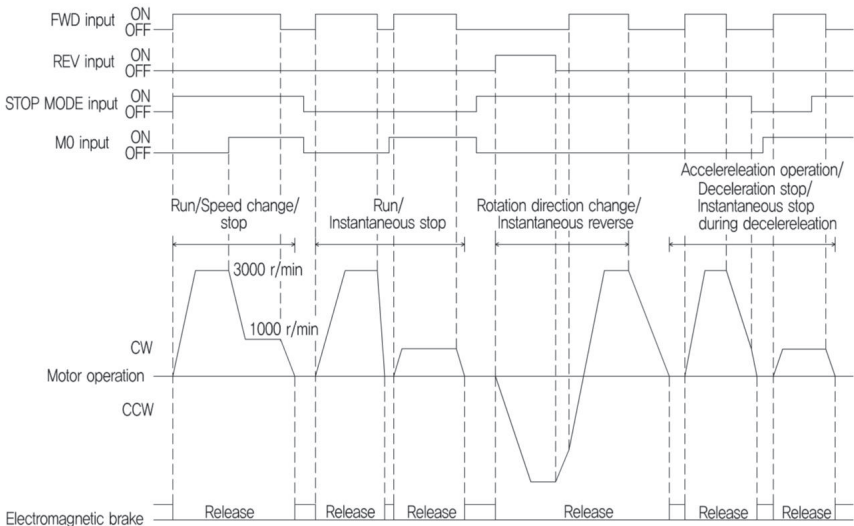 FWD input ON
OFF
REV input ON
OFF
STOP MODE input ON
OFF
M0 input ON
OFF
Run/Speed change/
stop
Run/
Instantaneous stop
Rotation direction change/
Instantaneous reverse
Accelereleation operation/
Deceleration stop/
Instantaneous stop
during decelereleation
3000 r/min
1000 r/min
CW
Motor operation
CCW
Electromagnetic brake
Release
Release
Release
Release
Release
Release